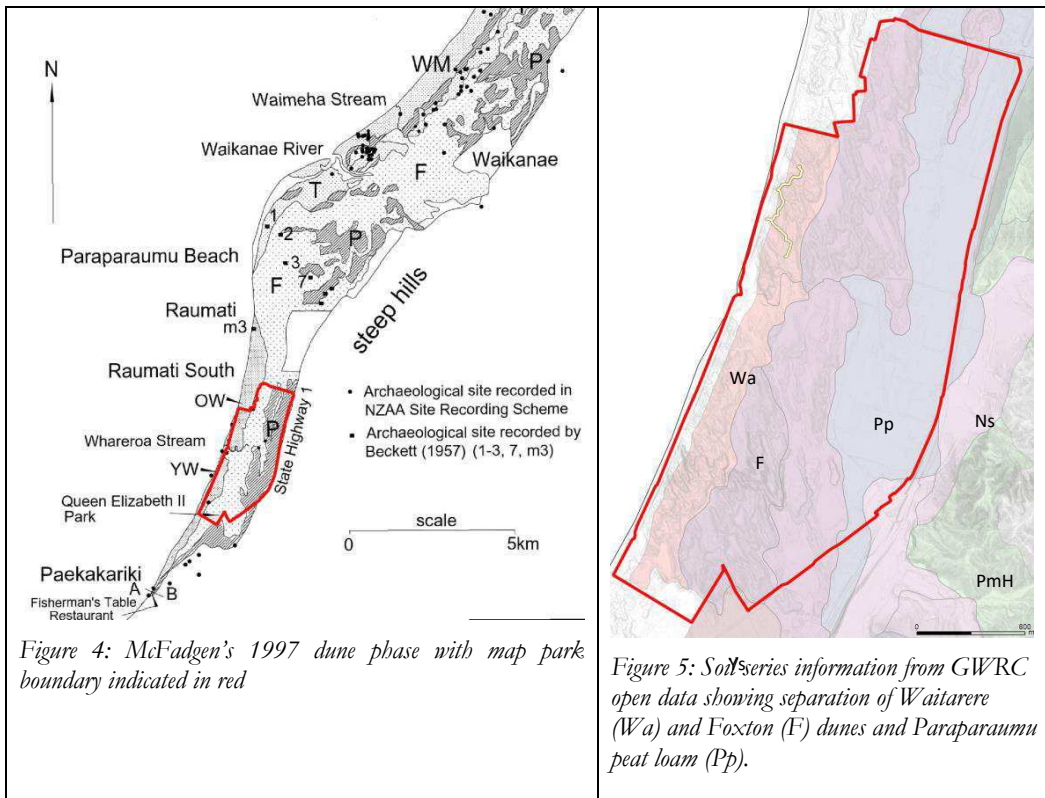 N
WM
P
Waimeha Stream
Waikanae River
Waikanae
F
T
1
2
P
Paraparaumu Beach
3
F
7
Raumati
m3
steep hills
Raumati South
OW
• Archaeological site recorded in
NZAA Site Recording Scheme
▪ Archaeological site recorded by
Beckett (1957) (1-3, 7, m3)
P
State Highway 1
Whareroa Stream
YW
Queen Elizabeth II
Park
scale
0
5km
Paekakariki
A
B
Fisherman's Table
Restaurant
Figure 4: McFadgen's 1997 dune phase with map park
boundary indicated in red
Wa
Pp
Ns
F
PmH
0
800
m
Ys
Figure 5: Soil series information from GWRC
open data showing separation of Waitarere
(Wa) and Foxton (F) dunes and Paraparaumu
peat loam (Pp).